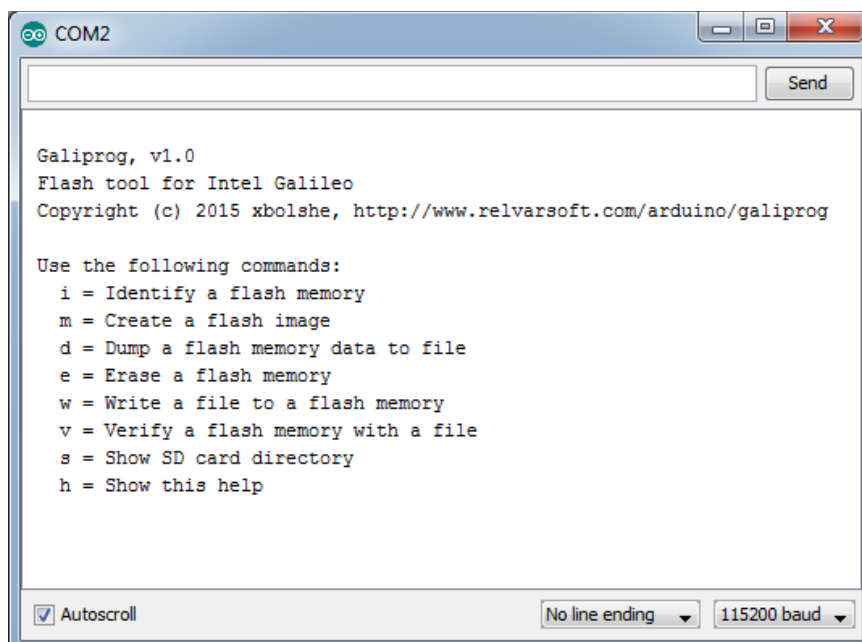 COM2
Send
Galiprog, v1.0
Flash tool for Intel Galileo
Copyright (c) 2015 xbolshe, http://www.relvarsoft.com/arduino/galiprog
Use the following commands:
i = Identify a flash memory
m = Create a flash image
d = Dump a flash memory data to file
e = Erase a flash memory
w = Write a file to a flash memory
v = Verify a flash memory with a file
s = Show SD card directory
h = Show this help
Autoscroll
No line ending
115200 baud